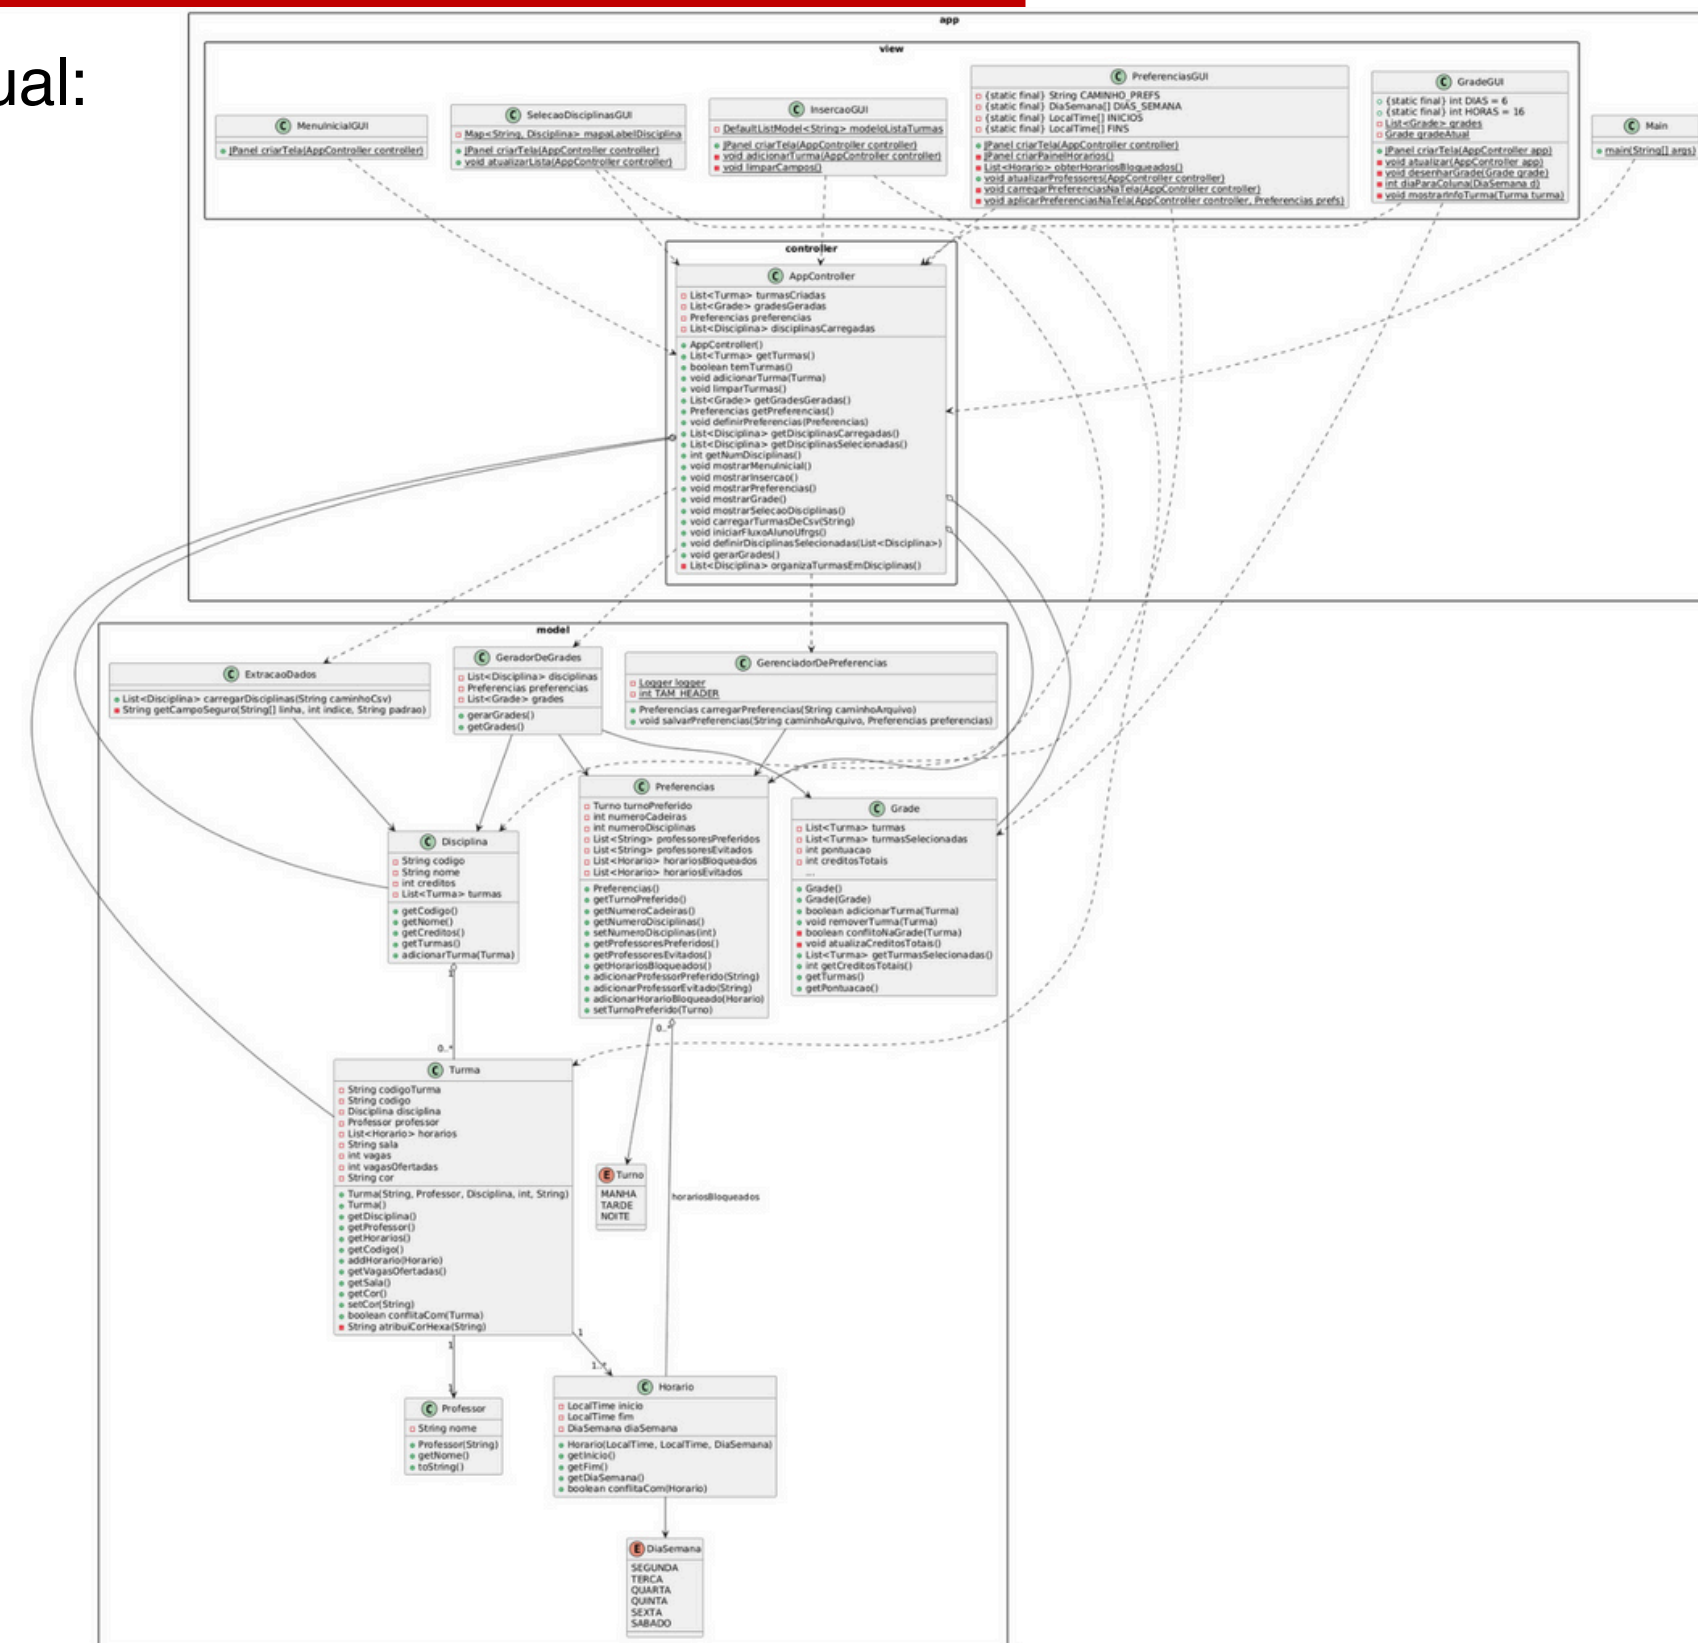 ual:
app
view
MenuInicialGUI
JPanel criarTela(AppController controller)
SelecaoDisciplinasGUI
Map<String, Disciplina> mapaLabelDisciplina
JPanel criarTela(AppController controller)
void atualizarLista(AppController controller)
InsercaoGUI
DefaultListModel<String> modeloListaTurmas
JPanel criarTela(AppController controller)
void adicionarTurma(AppController controller)
void limparCampos()
PreferenciasGUI
{static final} String CAMINHO_PREFS
{static final} DiaSemana[] DIAS_SEMANA
{static final} LocalTime[] INICIOS
{static final} LocalTime[] FINS
JPanel criarTela(AppController controller)
JPanel criarPainelHorarios()
List<Horario> obterHorariosBloqueados()
void atualizarProfessores(AppController controller)
void carregarPreferenciasNaTela(AppController controller)
void aplicarPreferenciasNaTela(AppController controller, Preferencias prefs)
GradeGUI
{static final} int DIAS = 6
{static final} int HORAS = 16
List<Grade> grades
Grade gradeAtual
JPanel criarTela(AppController app)
void atualizar(AppController app)
void desenharGrade(Grade grade)
int diaParaColuna(DiaSemana d)
void mostrarInfoTurma(Turma turma)
Main
main(String[] args)
controller
AppController
List<Turma> turmasCriadas
List<Grade> gradesGeradas
Preferencias preferencias
List<Disciplina> disciplinasCarregadas
AppController()
List<Turma> getTurmas()
boolean temTurmas()
void adicionarTurma(Turma)
void limparTurmas()
List<Grade> getGradesGeradas()
Preferencias getPreferencias()
void definirPreferencias(Preferencias)
List<Disciplina> getDisciplinasCarregadas()
List<Disciplina> getDisciplinasSelecionadas()
int getNumDisciplinas()
void mostrarMenuInicial()
void mostrarInsercao()
void mostrarPreferencias()
void mostrarGrade()
void mostrarSelecaoDisciplinas()
void carregarTurmasDeCsv(String)
void iniciarFluxoAlunoUfrgs()
void definirDisciplinasSelecionadas(List<Disciplina>)
void gerarGrades()
List<Disciplina> organizaTurmasEmDisciplinas()
model
ExtracaoDados
List<Disciplina> carregarDisciplinas(String caminhoCsv)
String getCampoSeguro(String[] linha, int indice, String padrao)
GeradorDeGrades
List<Disciplina> disciplinas
Preferencias preferencias
List<Grade> grades
gerarGrades()
getGrades()
GerenciadorDePreferencias
Logger logger
int TAM_HEADER
Preferencias carregarPreferencias(String caminhoArquivo)
void salvarPreferencias(String caminhoArquivo, Preferencias preferencias)
Disciplina
String codigo
String nome
int creditos
List<Turma> turmas
getCodigo()
getNome()
getCreditos()
getTurmas()
adicionarTurma(Turma)
Preferencias
Turno turnoPreferido
int numeroCadeiras
int numeroDisciplinas
List<String> professoresPreferidos
List<String> professoresEvitados
List<Horario> horariosBloqueados
List<Horario> horariosEvitados
Preferencias()
getTurnoPreferido()
getNumeroCadeiras()
getNumeroDisciplinas()
setNumeroDisciplinas(int)
getProfessoresPreferidos()
getProfessoresEvitados()
getHorariosBloqueados()
adicionarProfessorPreferido(String)
adicionarProfessorEvitado(String)
adicionarHorarioBloqueado(Horario)
setTurnoPreferido(Turno)
Grade
List<Turma> turmas
List<Turma> turmasSelecionadas
int pontuacao
int creditosTotais
...
Grade()
Grade(Grade)
boolean adicionarTurma(Turma)
void removerTurma(Turma)
boolean conflitoNaGrade(Turma)
void atualizaCreditosTotais()
List<Turma> getTurmasSelecionadas()
int getCreditosTotais()
getTurmas()
getPontuacao()
1
0..*
0..*
Turma
String codigoTurma
String codigo
Disciplina disciplina
Professor professor
List<Horario> horarios
String sala
int vagas
int vagasOfertadas
String cor
Turma(String, Professor, Disciplina, int, String)
Turma()
getDisciplina()
getProfessor()
getHorarios()
getCodigo()
addHorario(Horario)
getVagasOfertadas()
getSala()
getCor()
setCor(String)
boolean conflitaCom(Turma)
String atribuiCorHexa(String)
Turno
MANHA
TARDE
NOITE
horariosBloqueados
1
1
1
1..*
Professor
String nome
Professor(String)
getNome()
toString()
Horario
LocalTime inicio
LocalTime fim
DiaSemana diaSemana
Horario(LocalTime, LocalTime, DiaSemana)
getInicio()
getFim()
getDiaSemana()
boolean conflitaCom(Horario)
DiaSemana
SEGUNDA
TERCA
QUARTA
QUINTA
SEXTA
SABADO